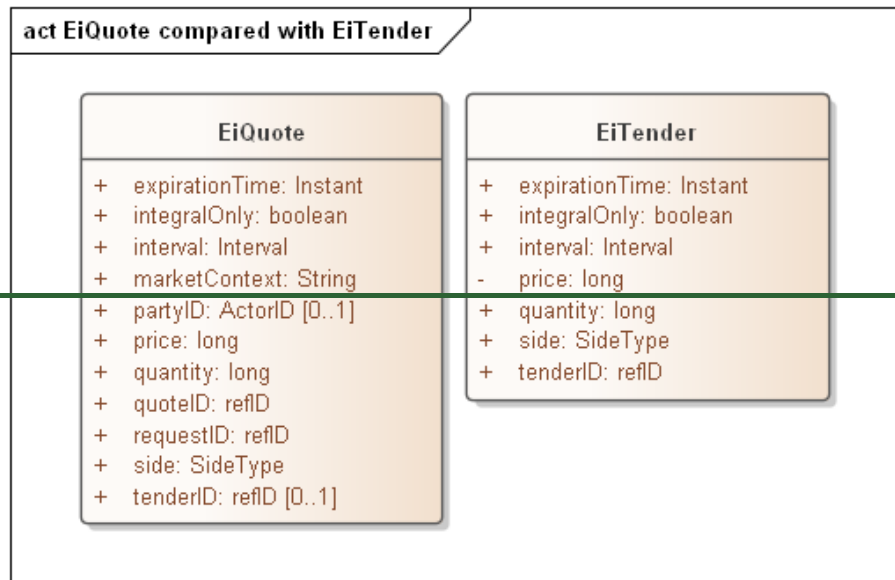 act EiQuote compared with EiTender
EiQuote
+ expirationTime: Instant
+ integralOnly: boolean
+ interval: Interval
+ marketContext: String
+ partyID: ActorID [0..1]
+ price: long
+ quantity: long
+ quoteID: refID
+ requestID: refID
+ side: SideType
+ tenderID: refID [0..1]
EiTender
+ expirationTime: Instant
+ integralOnly: boolean
+ interval: Interval
- price: long
+ quantity: long
+ side: SideType
+ tenderID: refID